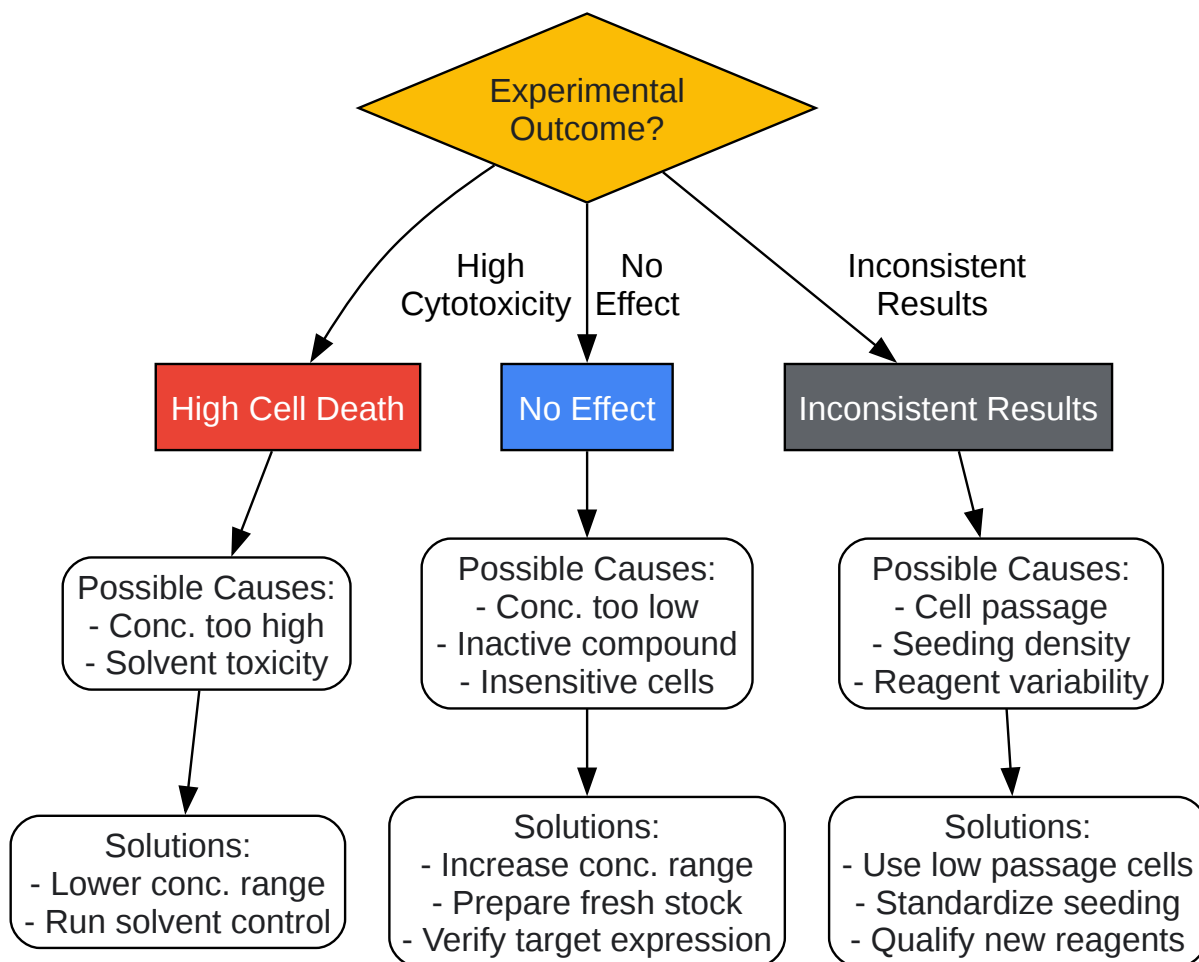 Experimental
Outcome?
High
Cytotoxicity
No
Effect
Inconsistent
Results
High Cell Death
No Effect
Inconsistent Results
Possible Causes:
- Conc. too high
- Solvent toxicity
Possible Causes:
- Conc. too low
- Inactive compound
- Insensitive cells
Possible Causes:
- Cell passage
- Seeding density
- Reagent variability
Solutions:
- Lower conc. range
- Run solvent control
Solutions:
- Increase conc. range
- Prepare fresh stock
- Verify target expression
Solutions:
- Use low passage cells
- Standardize seeding
- Qualify new reagents